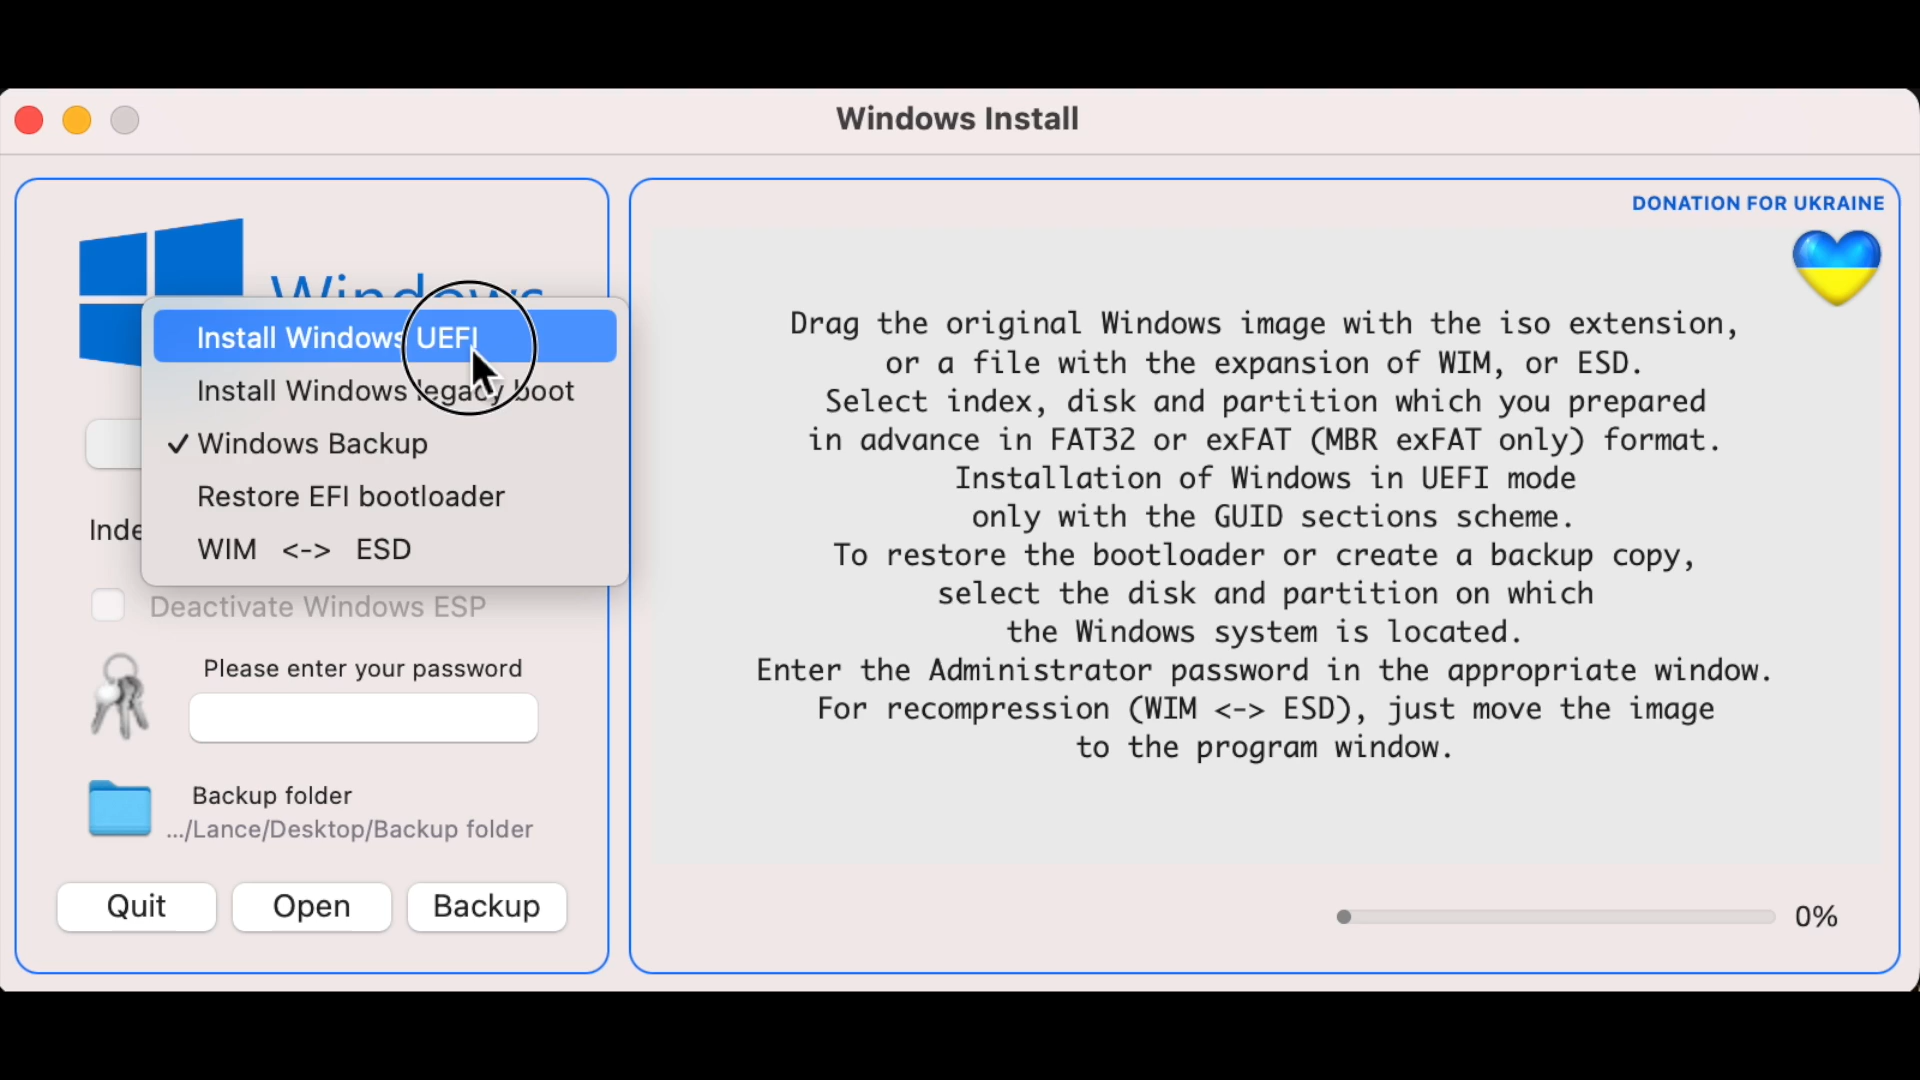 Windows Install
Windows
Install Windows UEFI
Install Windows legacy boot
✓ Windows Backup
Restore EFI bootloader
WIM <-> ESD
Deactivate Windows ESP
Please enter your password
Backup folder
.../Lance/Desktop/Backup folder
Quit
Open
Backup
DONATION FOR UKRAINE
Drag the original Windows image with the iso extension,
or a file with the expansion of WIM, or ESD.
Select index, disk and partition which you prepared
in advance in FAT32 or exFAT (MBR exFAT only) format.
Installation of Windows in UEFI mode
only with the GUID sections scheme.
To restore the bootloader or create a backup copy,
select the disk and partition on which
the Windows system is located.
Enter the Administrator password in the appropriate window.
For recompression (WIM <-> ESD), just move the image
to the program window.
0%